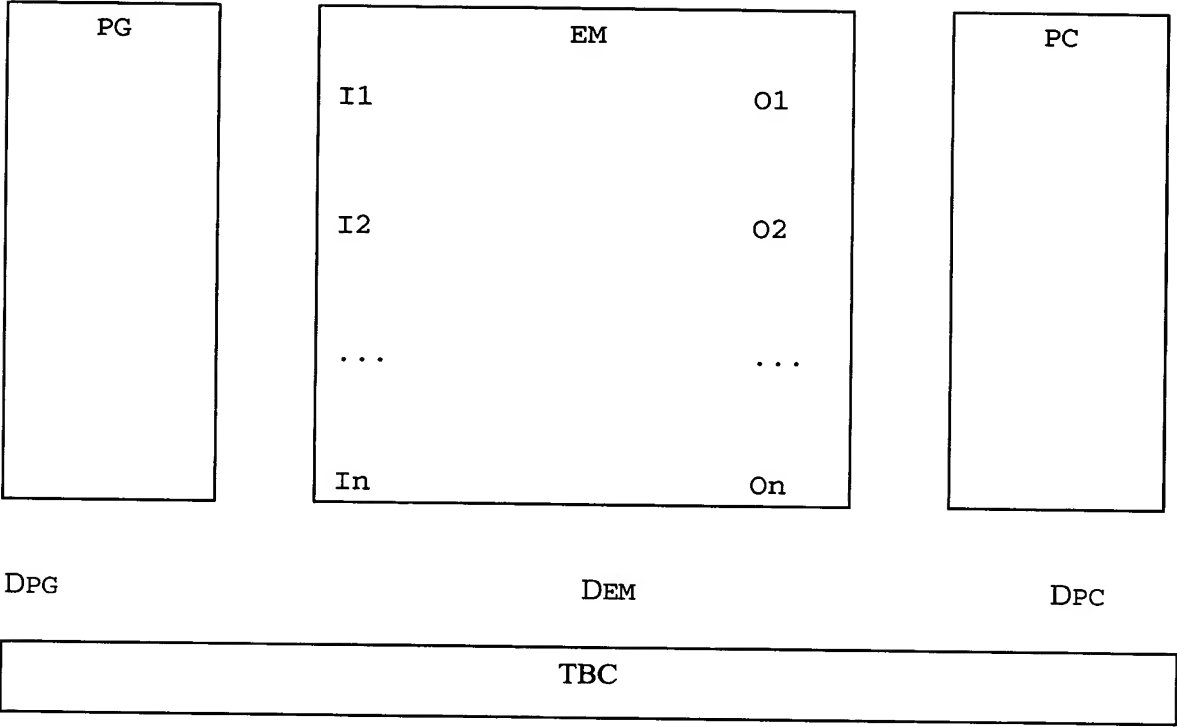 PG EM PC
I1 O1
I2 O2
... ...
In On
DPG DEM DPC
TBC